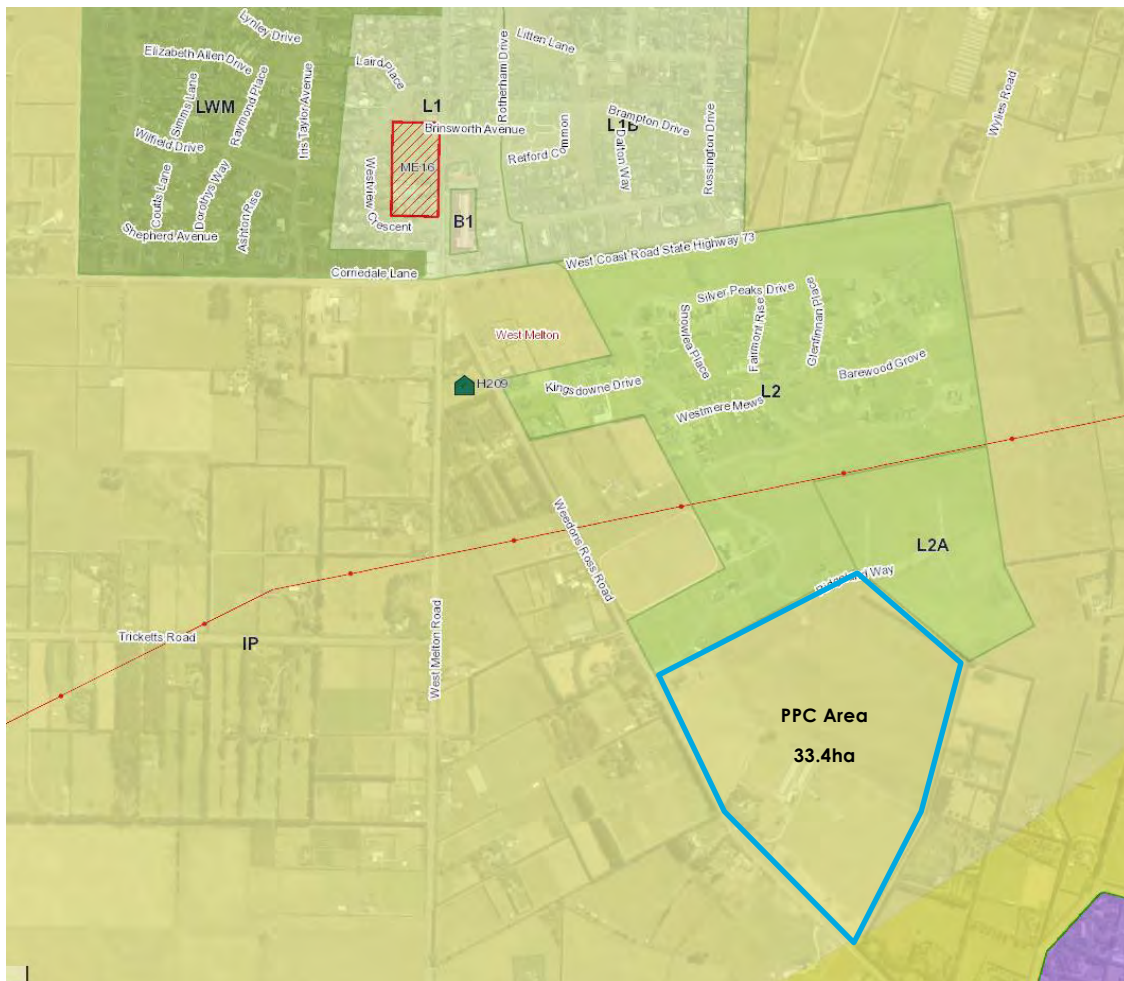 Lynley Drive
Elizabeth Allen Drive
Simms Lane
Raymond Place
Iris Taylor Avenue
LWM
Wilfield Drive
Coutts Lane
Dorothys Way
Ashton Rise
Shepherd Avenue
Laird Place
L1
Rotherham Drive
Litten Lane
Brinsworth Avenue
Retford Common
L1B
Brampton Drive
Dalton Way
Rossington Drive
Wylies Road
ME16
Westview
Crescent
B1
Corriedale Lane
West Coast Road State Highway 73
West Melton
H209
Silver Peaks Drive
Snowlea Place
Fairmont Rise
Glenfinnan Place
Barewood Grove
Kingsdowne Drive
L2
Westmere Mews
Weedons Ross Road
L2A
Way
Tricketts Road
IP
West Melton Road
PPC Area
33.4ha